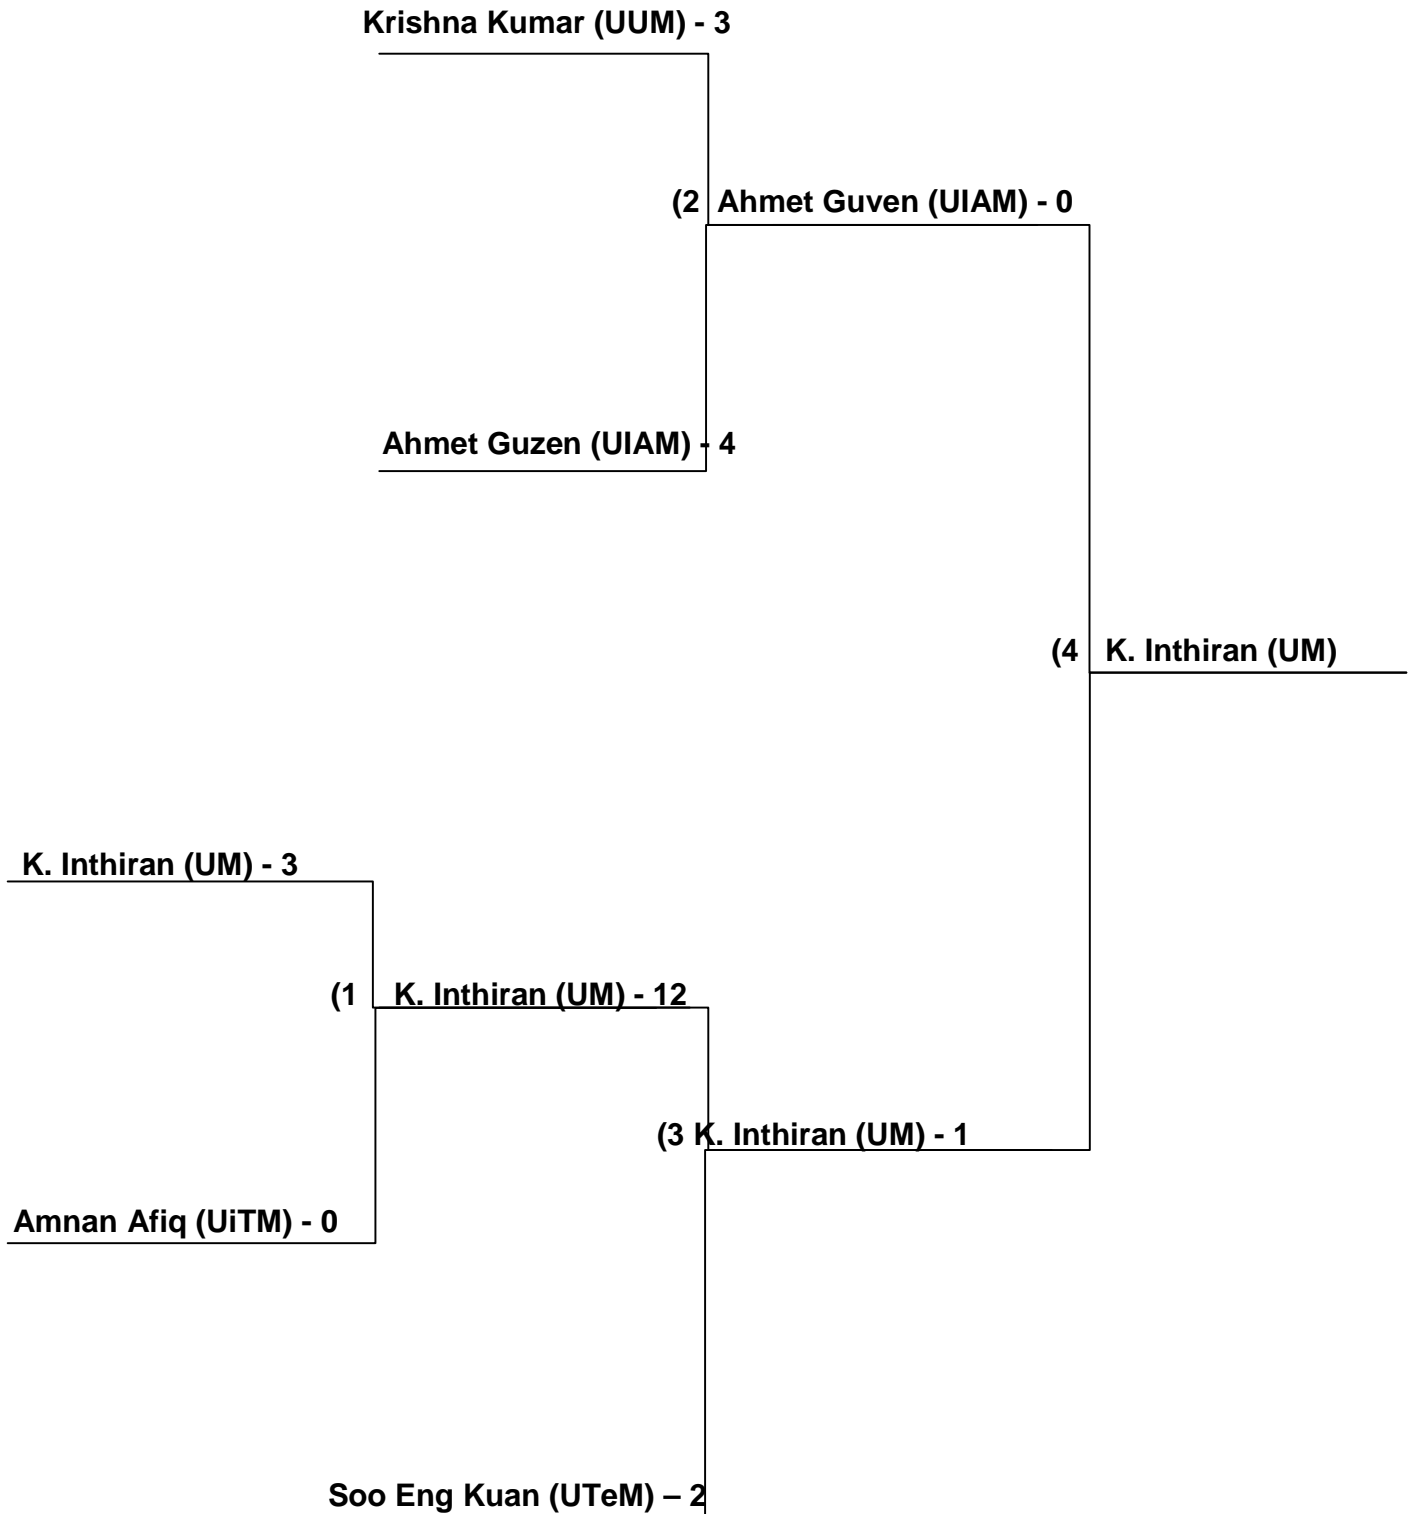 Krishna Kumar (UUM) - 3
(2 Ahmet Guven (UIAM) - 0
Ahmet Guzen (UIAM) - 4
(4 K. Inthiran (UM)
K. Inthiran (UM) - 3
(1 K. Inthiran (UM) - 12
(3 K. Inthiran (UM) - 1
Amnan Afiq (UiTM) - 0
Soo Eng Kuan (UTeM) – 2